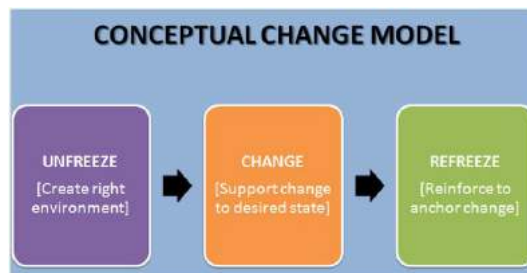 CONCEPTUAL CHANGE MODEL
UNFREEZE
[Create right
environment]
CHANGE
[Support change
to desired state]
REFREEZE
[Reinforce to
anchor change]